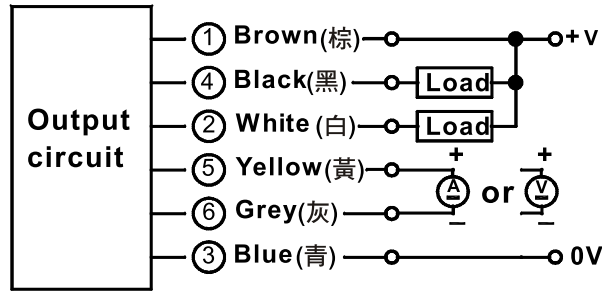 Output
circuit
① Brown(棕) + V
④ Black(黑) Load
② White (白) Load
⑤ Yellow(黃) + A − or + V −
⑥ Grey(灰)
③ Blue(青) 0V